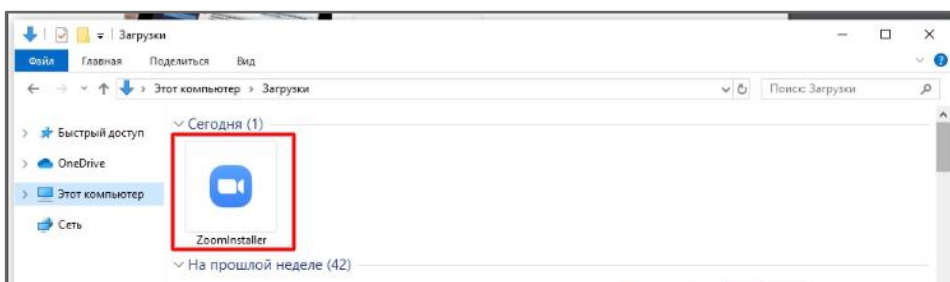 Загрузки
Файл Главная Поделиться Вид
Этот компьютер > Загрузки
Поиск: Загрузки
Быстрый доступ
OneDrive
Этот компьютер
Сеть
Сегодня (1)
ZoomInstaller
На прошлой неделе (42)